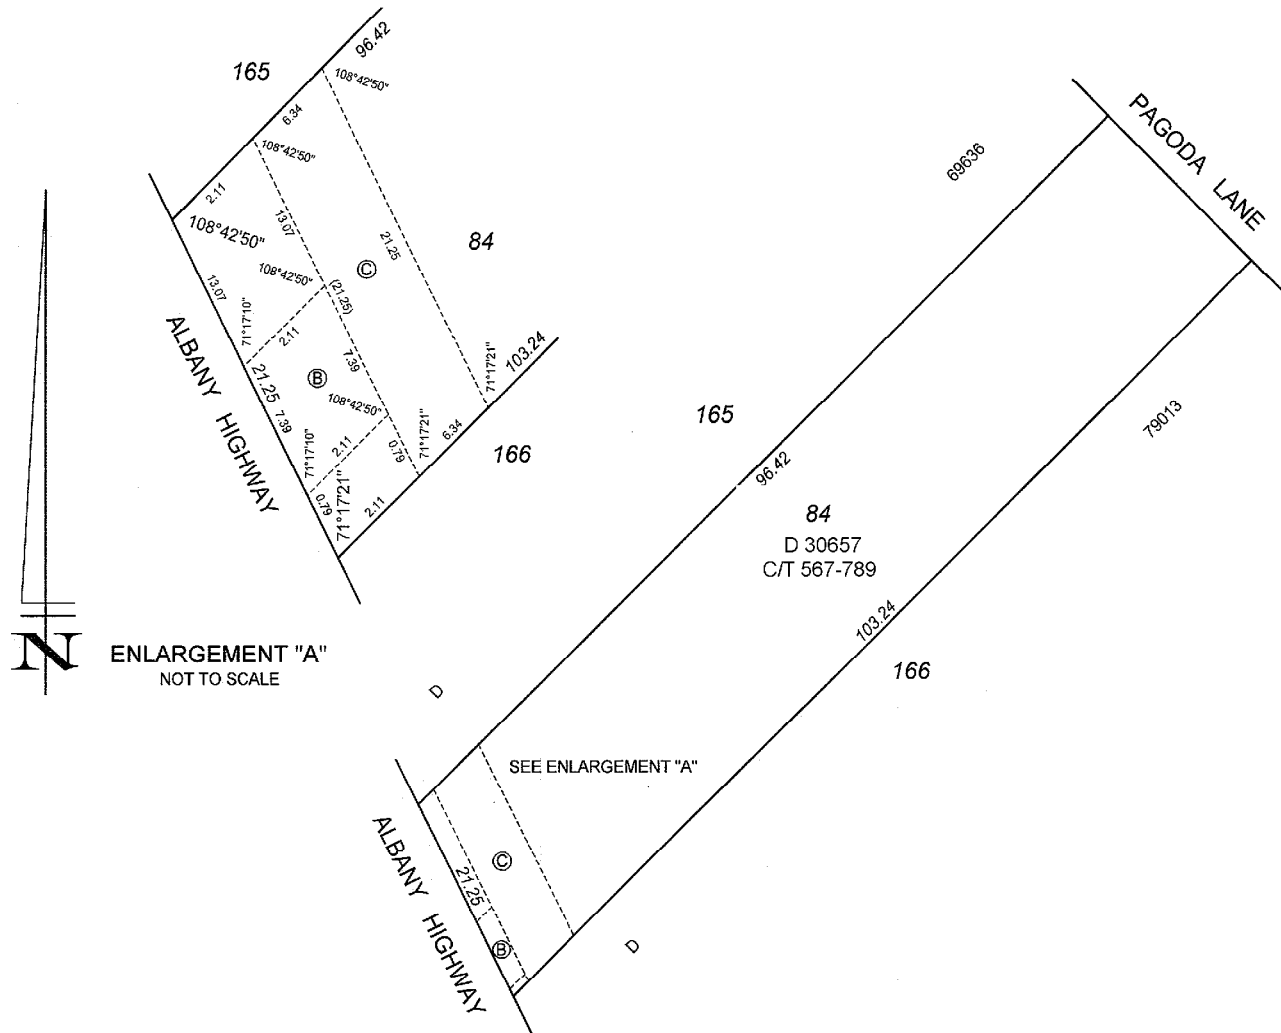 165
96.42
108°42'50"
6.34
108°42'50"
2.11
13.07
108°42'50"
21.25
84
108°42'50"
C
(21.25)
13.07
71°17'10"
2.11
ALBANY HIGHWAY
21.25
B
7.39
7.39
108°42'50"
71°17'21"
103.24
71°17'10"
2.11
0.79
71°17'21"
6.34
166
0.79
71°17'21"
2.11
N
ENLARGEMENT "A"
NOT TO SCALE
PAGODA LANE
69636
165
96.42
79013
84
D 30657
C/T 567-789
103.24
166
D
SEE ENLARGEMENT "A"
C
21.25
ALBANY HIGHWAY
B
D